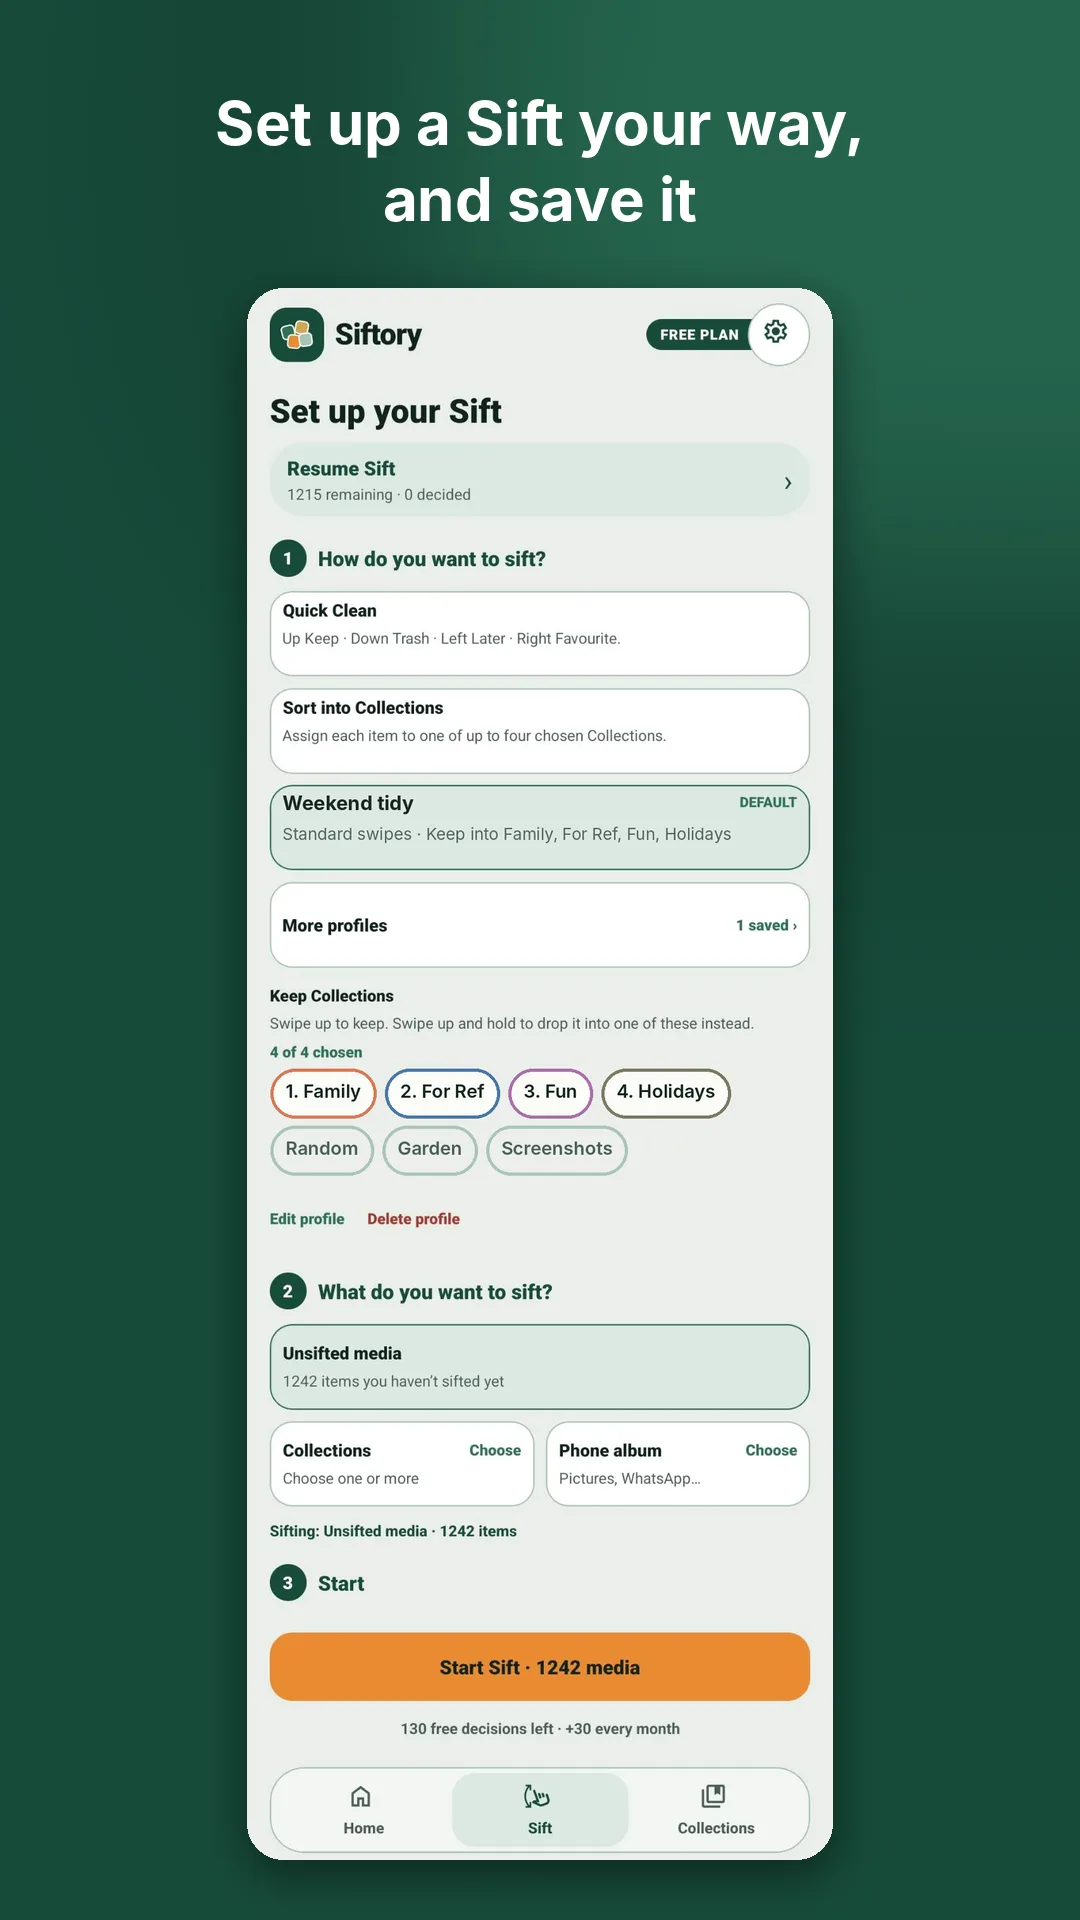 Set up a Sift your way,
and save it
Siftory
FREE PLAN
Set up your Sift
Resume Sift
1215 remaining · 0 decided
›
1 How do you want to sift?
Quick Clean
Up Keep · Down Trash · Left Later · Right Favourite.
Sort into Collections
Assign each item to one of up to four chosen Collections.
Weekend tidy DEFAULT
Standard swipes · Keep into Family, For Ref, Fun, Holidays
More profiles 1 saved ›
Keep Collections
Swipe up to keep. Swipe up and hold to drop it into one of these instead.
4 of 4 chosen
1. Family 2. For Ref 3. Fun 4. Holidays
Random Garden Screenshots
Edit profile Delete profile
2 What do you want to sift?
Unsifted media
1242 items you haven't sifted yet
Collections Choose
Choose one or more
Phone album Choose
Pictures, WhatsApp...
Sifting: Unsifted media · 1242 items
3 Start
Start Sift · 1242 media
130 free decisions left · +30 every month
Home Sift Collections